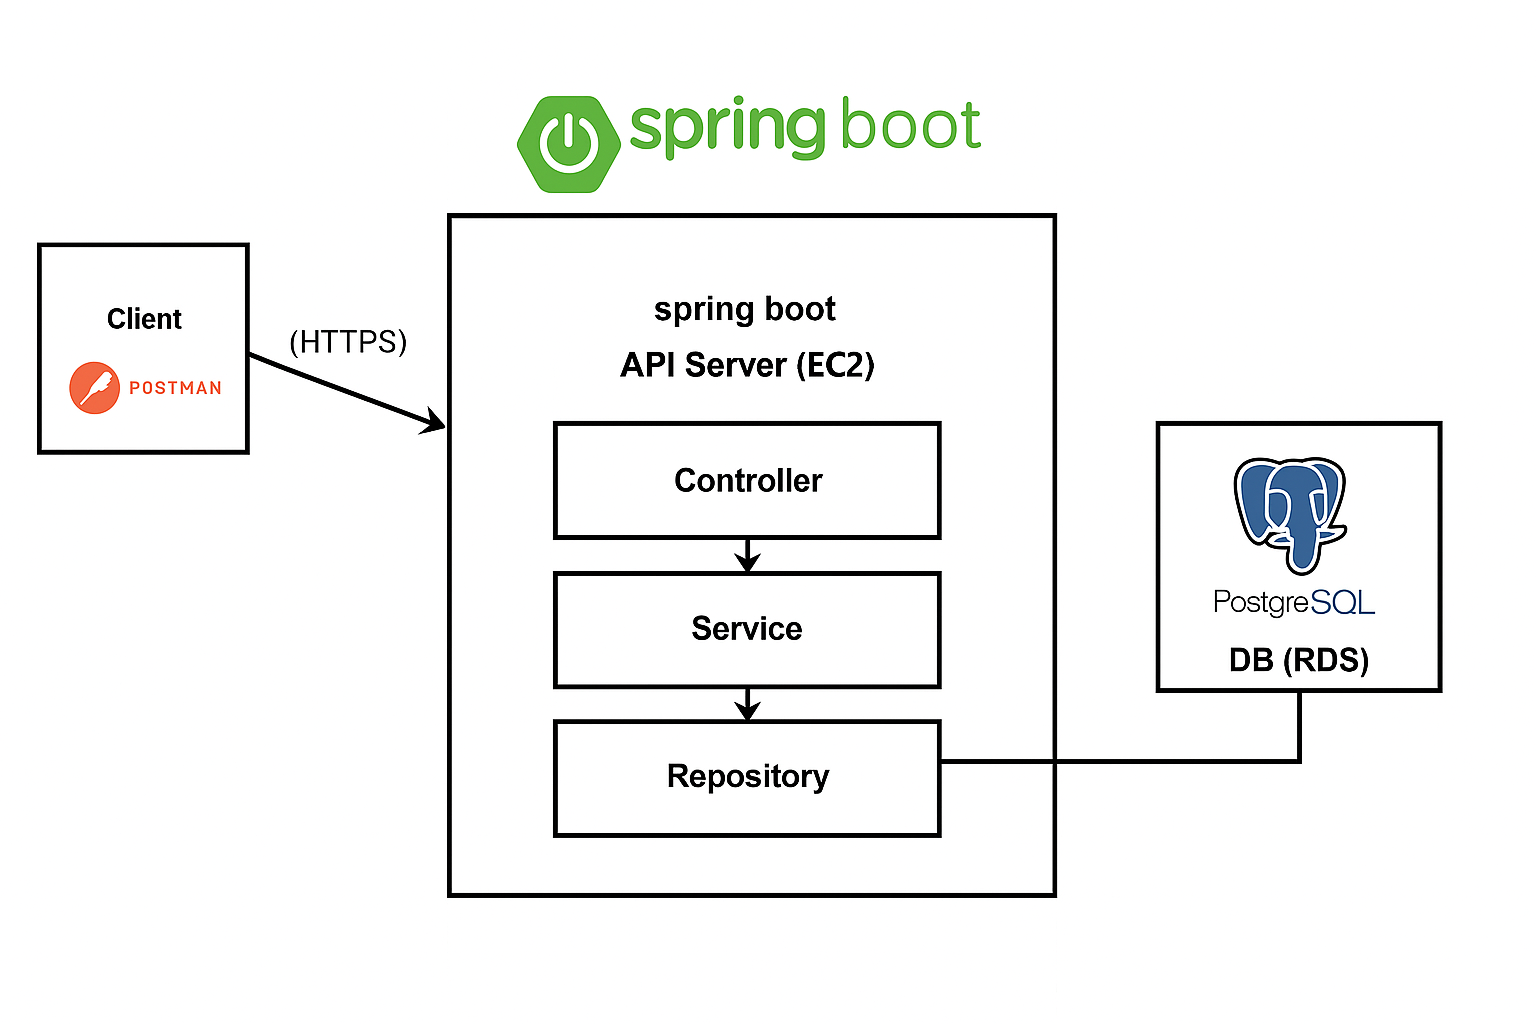 spring boot
Client
POSTMAN
(HTTPS)
spring boot
API Server (EC2)
Controller
Service
Repository
PostgreSQL
DB (RDS)